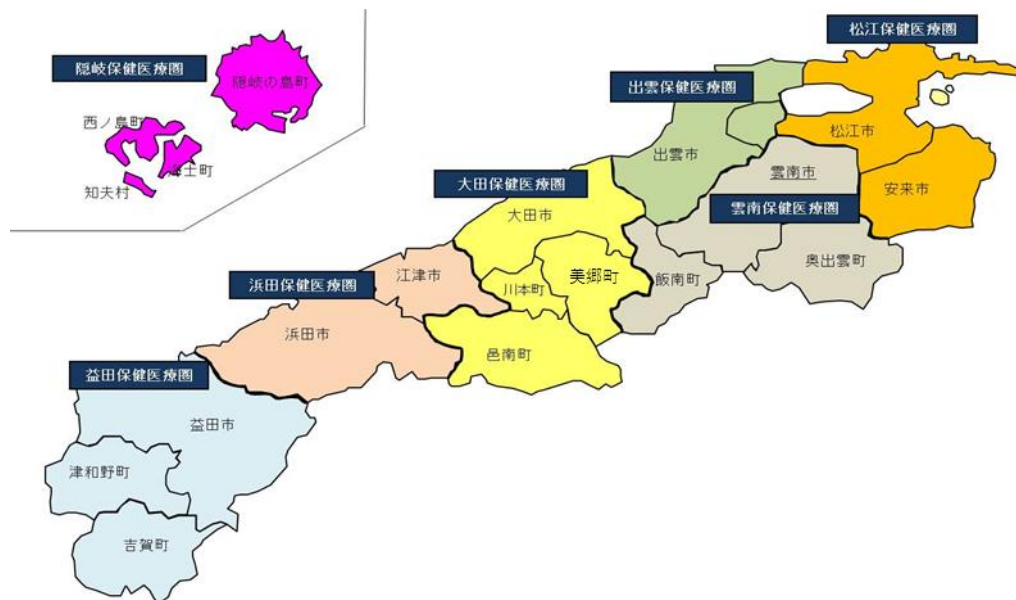 松江保健医療圏
隠岐保健医療圏
隠岐の島町
出雲保健医療圏
西ノ島町
海士町
知夫村
松江市
出雲市
雲南市
安来市
大田保健医療圏
雲南保健医療圏
大田市
奥出雲町
美郷町
飯南町
江津市
川本町
浜田保健医療圏
浜田市
邑南町
益田保健医療圏
益田市
津和野町
吉賀町